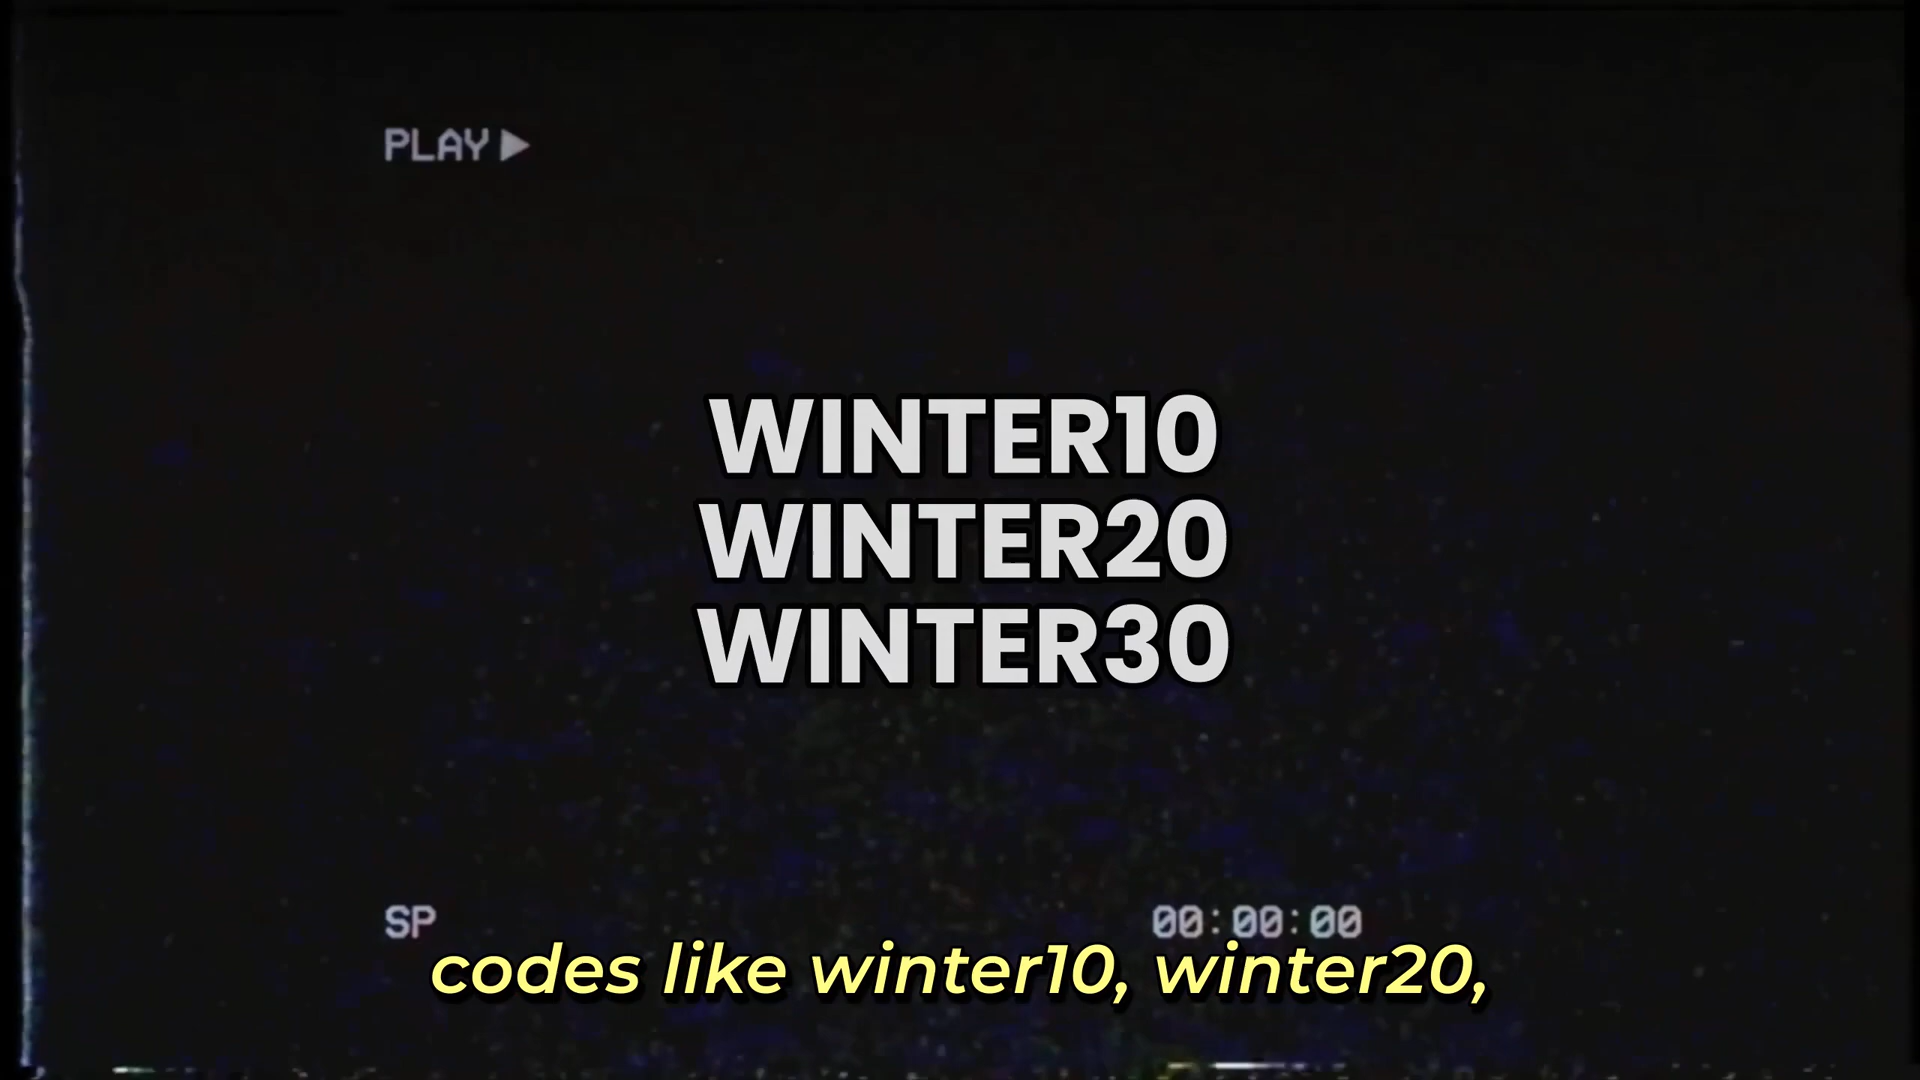 PLAY ▶
WINTER10
WINTER20
WINTER30
SP
00:00:00
codes like winter10, winter20,